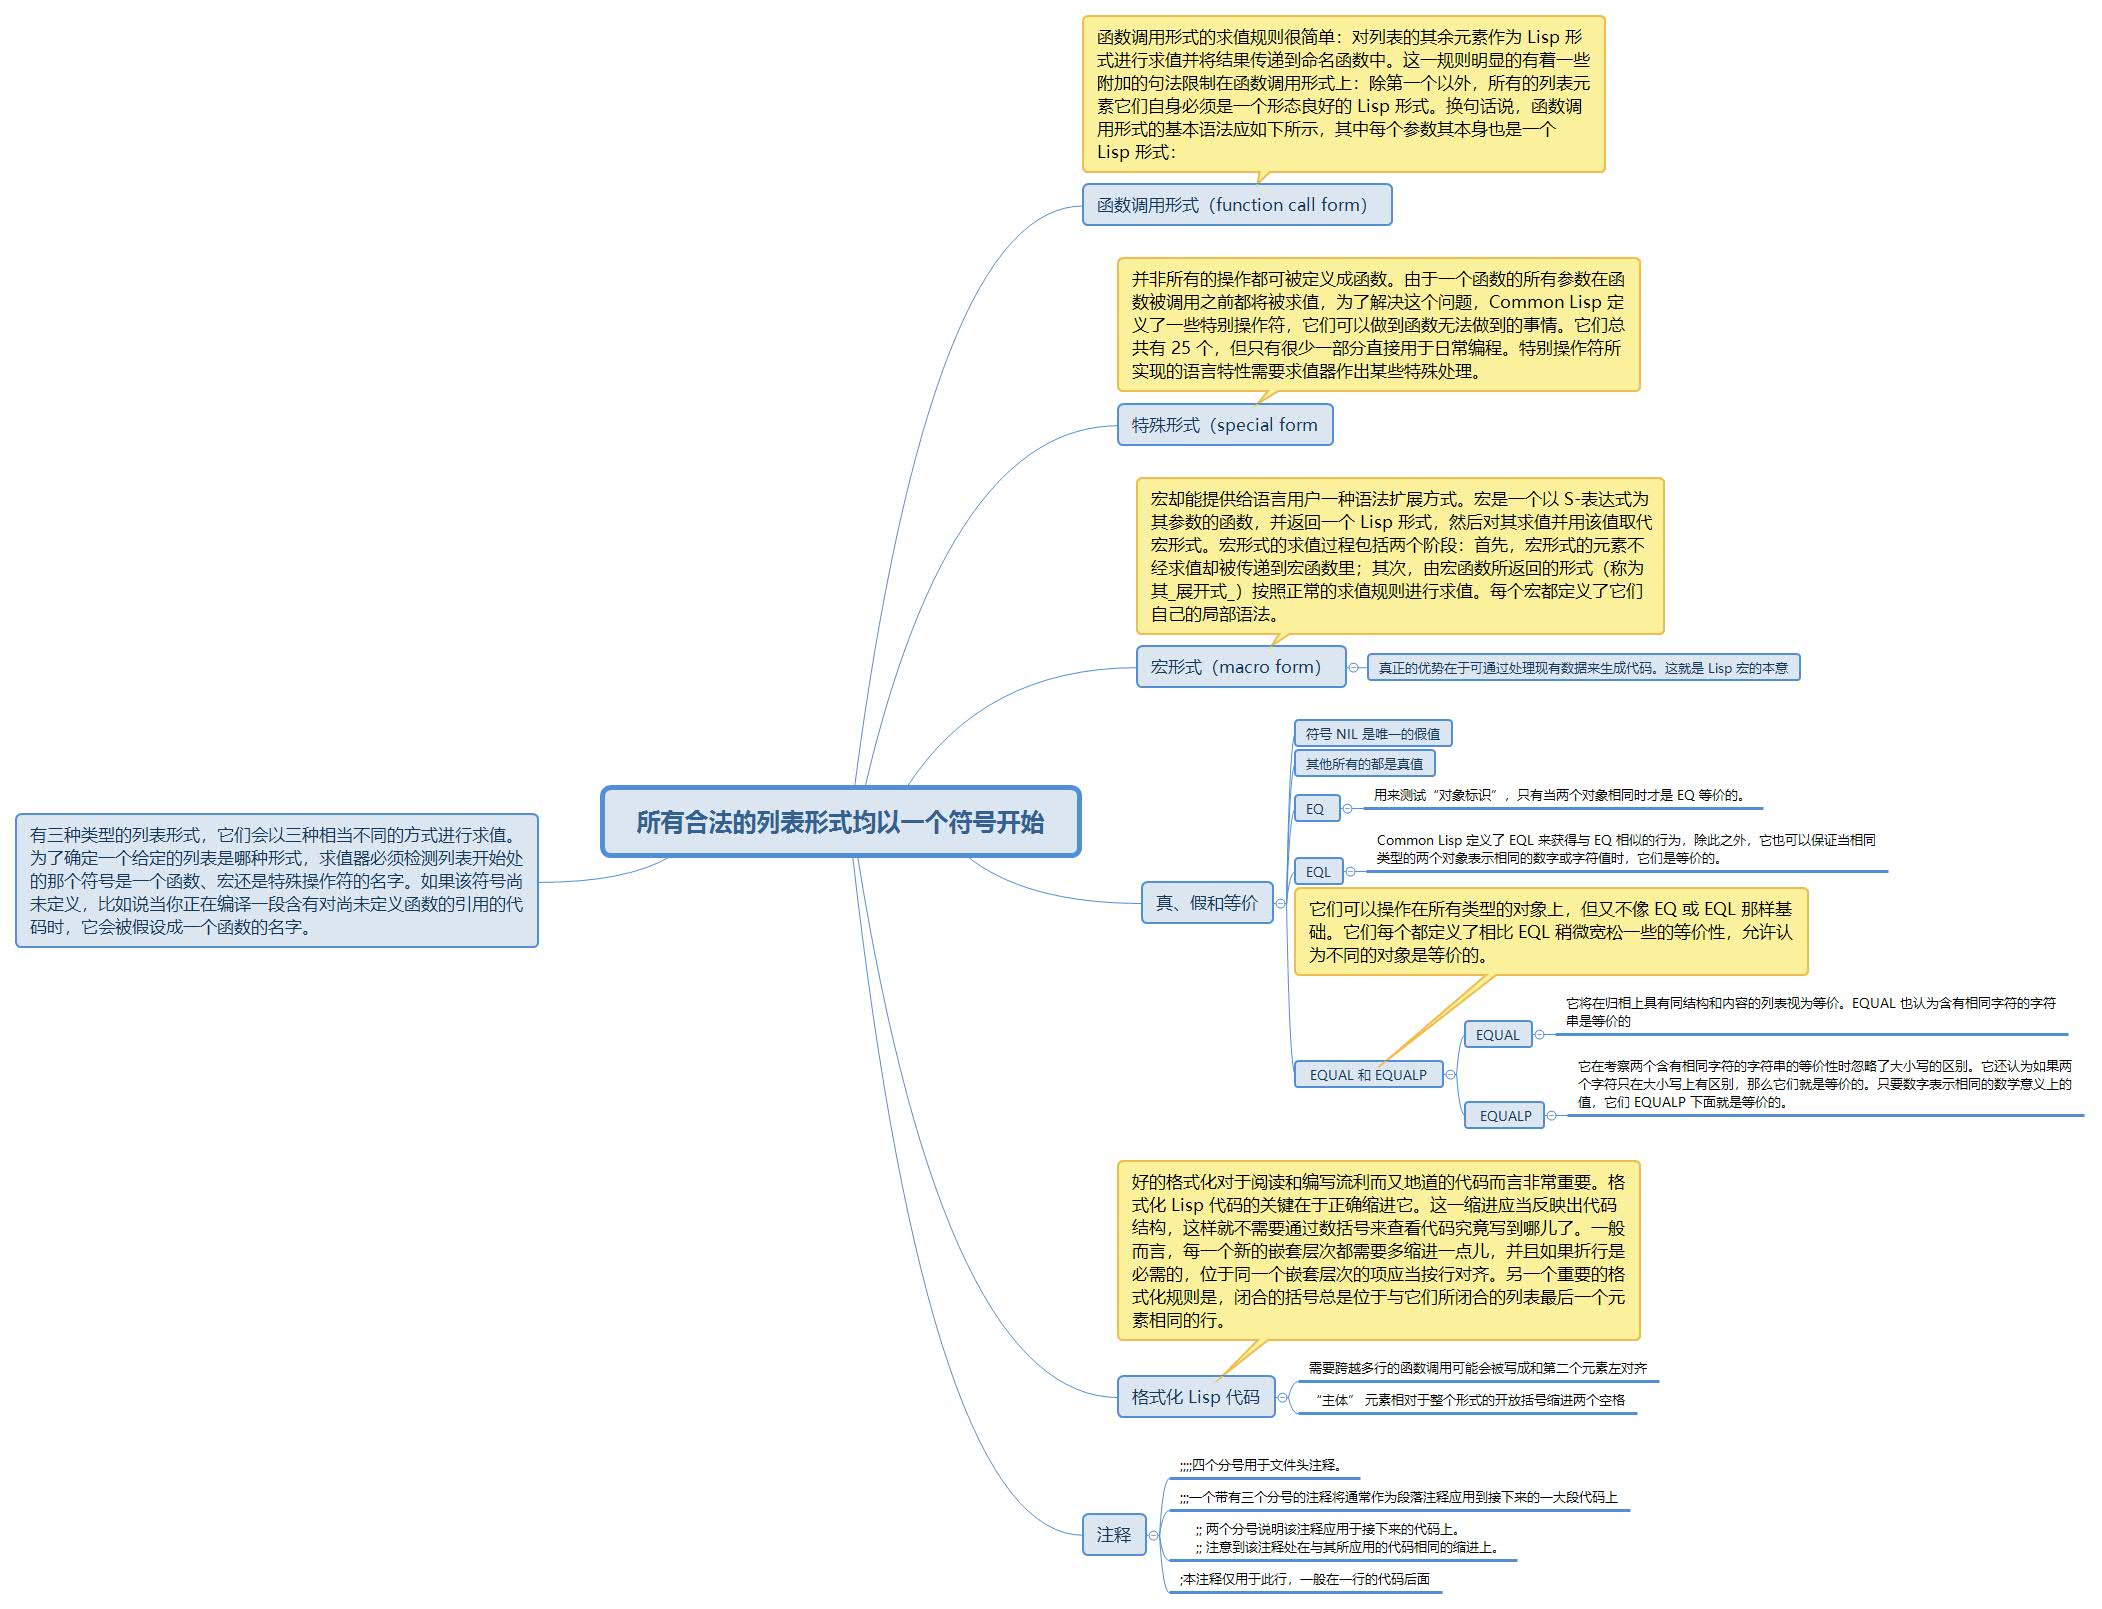 函数调用形式的求值规则很简单：对列表的其余元素作为 Lisp 形
式进行求值并将结果传递到命名函数中。这一规则明显的有着一些
附加的句法限制在函数调用形式上：除第一个以外，所有的列表元
素它们自身必须是一个形态良好的 Lisp 形式。换句话说，函数调
用形式的基本语法应如下所示，其中每个参数其本身也是一个
Lisp 形式：
函数调用形式（function call form）
并非所有的操作都可被定义成函数。由于一个函数的所有参数在函
数被调用之前都将被求值，为了解决这个问题，Common Lisp 定
义了一些特别操作符，它们可以做到函数无法做到的事情。它们总
共有 25 个，但只有很少一部分直接用于日常编程。特别操作符所
实现的语言特性需要求值器作出某些特殊处理。
特殊形式（special form
宏却能提供给语言用户一种语法扩展方式。宏是一个以 S-表达式为
其参数的函数，并返回一个 Lisp 形式，然后对其求值并用该值取代
宏形式。宏形式的求值过程包括两个阶段：首先，宏形式的元素不
经求值却被传递到宏函数里；其次，由宏函数所返回的形式（称为
其_展开式_）按照正常的求值规则进行求值。每个宏都定义了它们
自己的局部语法。
宏形式（macro form）
真正的优势在于可通过处理现有数据来生成代码。这就是 Lisp 宏的本意
所有合法的列表形式均以一个符号开始
有三种类型的列表形式，它们会以三种相当不同的方式进行求值。
为了确定一个给定的列表是哪种形式，求值器必须检测列表开始处
的那个符号是一个函数、宏还是特殊操作符的名字。如果该符号尚
未定义，比如说当你正在编译一段含有对尚未定义函数的引用的代
码时，它会被假设成一个函数的名字。
真、假和等价
符号 NIL 是唯一的假值
其他所有的都是真值
EQ
用来测试“对象标识”，只有当两个对象相同时才是 EQ 等价的。
EQL
Common Lisp 定义了 EQL 来获得与 EQ 相似的行为，除此之外，它也可以保证当相同
类型的两个对象表示相同的数字或字符值时，它们是等价的。
它们可以操作在所有类型的对象上，但又不像 EQ 或 EQL 那样基
础。它们每个都定义了相比 EQL 稍微宽松一些的等价性，允许认
为不同的对象是等价的。
EQUAL 和 EQUALP
EQUAL
它将在归相上具有同结构和内容的列表视为等价。EQUAL 也认为含有相同字符的字符
串是等价的
EQUALP
它在考察两个含有相同字符的字符串的等价性时忽略了大小写的区别。它还认为如果两
个字符只在大小写上有区别，那么它们就是等价的。只要数字表示相同的数学意义上的
值，它们 EQUALP 下面就是等价的。
好的格式化对于阅读和编写流利而又地道的代码而言非常重要。格
式化 Lisp 代码的关键在于正确缩进它。这一缩进应当反映出代码
结构，这样就不需要通过数括号来查看代码究竟写到哪儿了。一般
而言，每一个新的嵌套层次都需要多缩进一点儿，并且如果折行是
必需的，位于同一个嵌套层次的项应当按行对齐。另一个重要的格
式化规则是，闭合的括号总是位于与它们所闭合的列表最后一个元
素相同的行。
格式化 Lisp 代码
需要跨越多行的函数调用可能会被写成和第二个元素左对齐
“主体” 元素相对于整个形式的开放括号缩进两个空格
注释
;;;;四个分号用于文件头注释。
;;;一个带有三个分号的注释将通常作为段落注释应用到接下来的一大段代码上
;; 两个分号说明该注释应用于接下来的代码上。
;; 注意到该注释处在与其所应用的代码相同的缩进上。
;本注释仅用于此行，一般在一行的代码后面